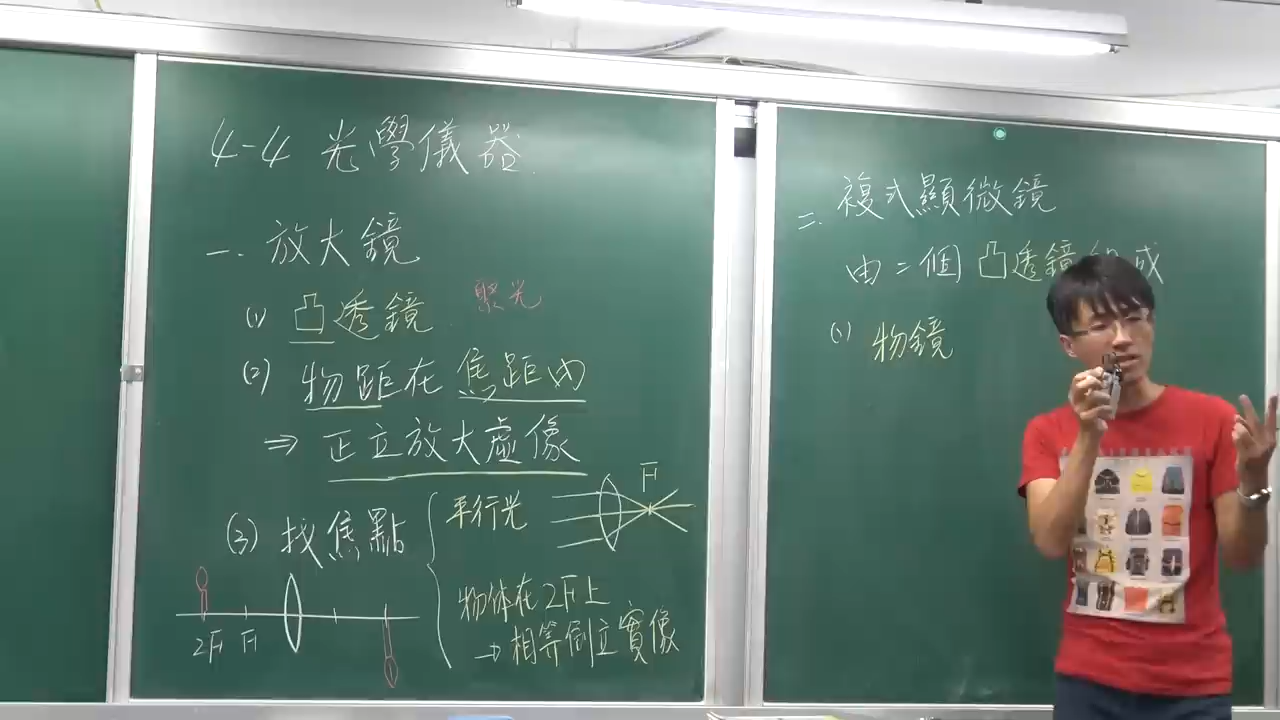 4-4 光學儀器
一. 放大鏡
(1) 凸透鏡 聚光
(2) 物距在焦距內
⇒ 正立放大虛像
(3) 找焦點
平行光
F
物体在2F上
→ 相等倒立實像
2F F
二. 複式顯微鏡
由二個凸透鏡組成
(1) 物鏡